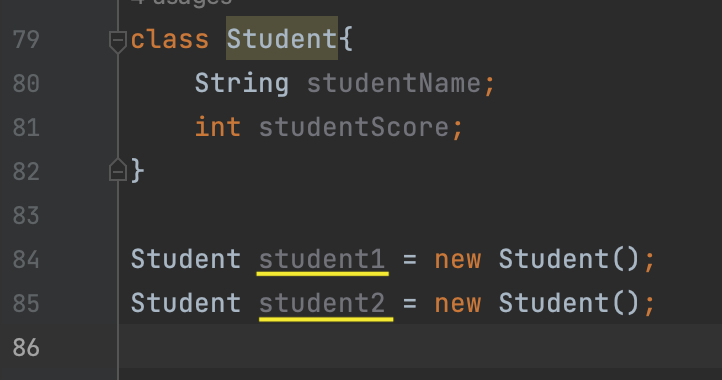 4 usages
79 class Student{
80 String studentName;
81 int studentScore;
82 }
83
84 Student student1 = new Student();
85 Student student2 = new Student();
86